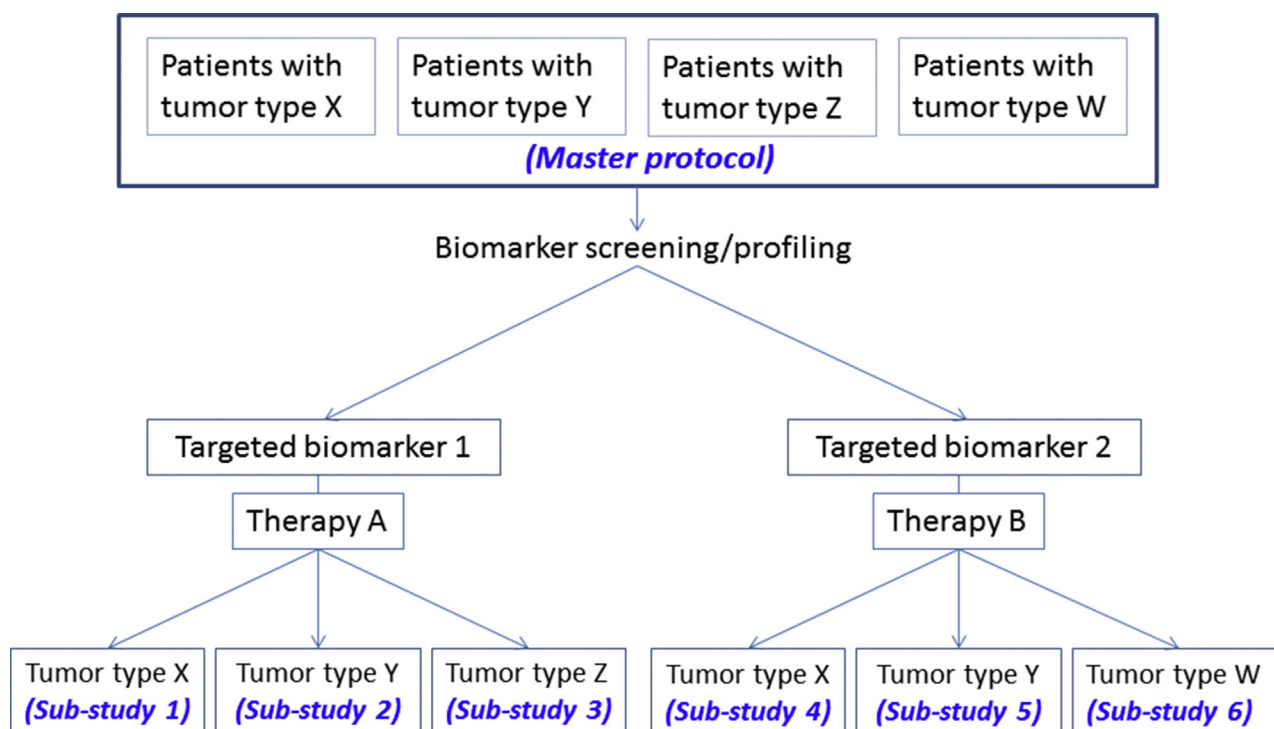 Patients with
tumor type X
Patients with
tumor type Y
Patients with
tumor type Z
Patients with
tumor type W
(Master protocol)
Biomarker screening/profiling
Targeted biomarker 1
Targeted biomarker 2
Therapy A
Therapy B
Tumor type X
(Sub-study 1)
Tumor type Y
(Sub-study 2)
Tumor type Z
(Sub-study 3)
Tumor type X
(Sub-study 4)
Tumor type Y
(Sub-study 5)
Tumor type W
(Sub-study 6)